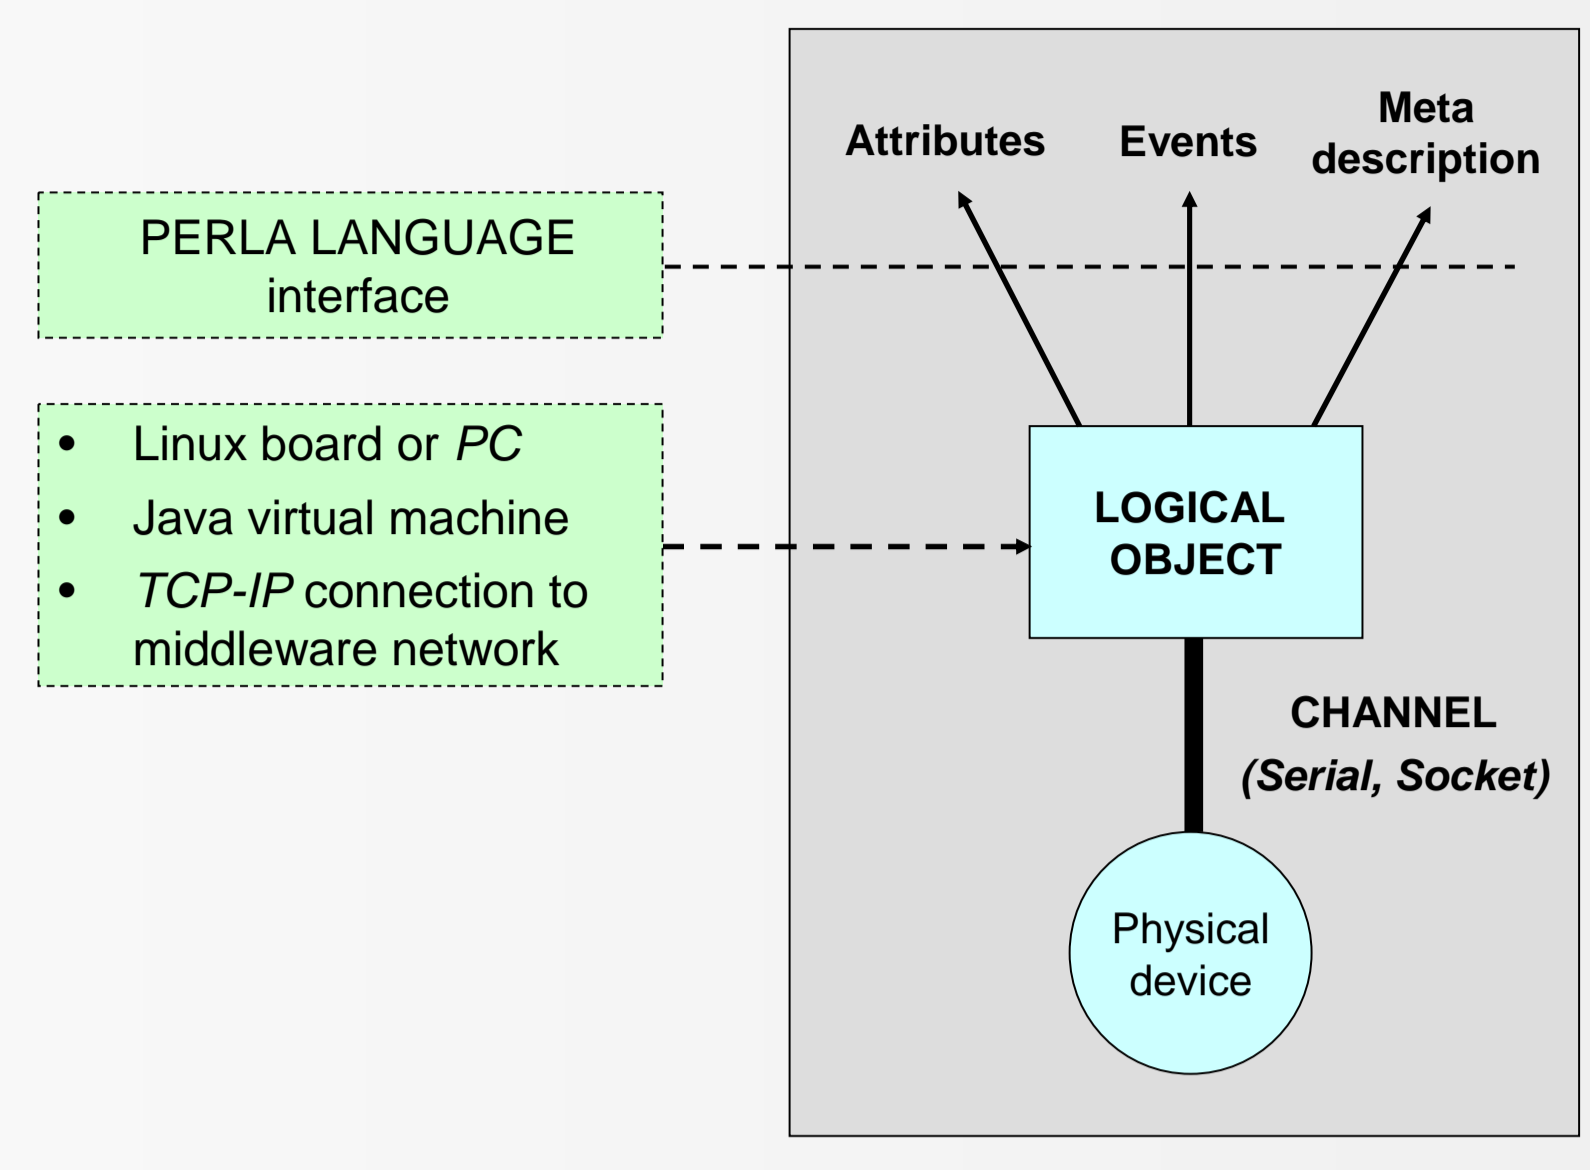 PERLA LANGUAGE
interface
• Linux board or PC
• Java virtual machine
• TCP-IP connection to
middleware network
Attributes
Events
Meta
description
LOGICAL
OBJECT
CHANNEL
(Serial, Socket)
Physical
device